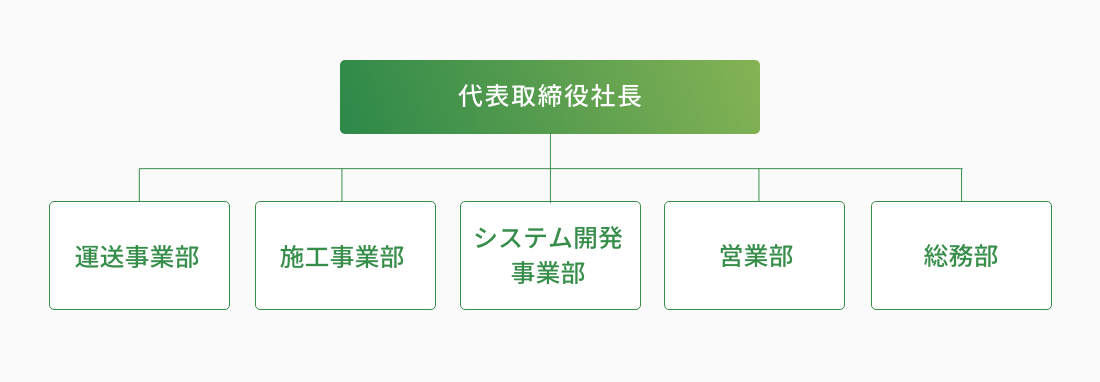 代表取締役社長
運送事業部
施工事業部
システム開発
事業部
営業部
総務部